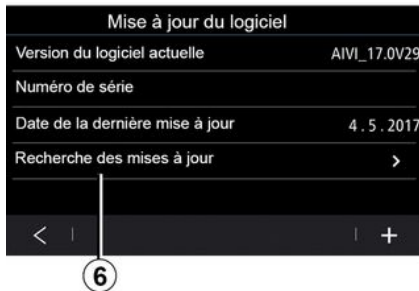 Mise à jour du logiciel
Version du logiciel actuelle AIVI_17.0V29
Numéro de série
Date de la dernière mise à jour 4.5.2017
Recherche des mises à jour >
< +
6